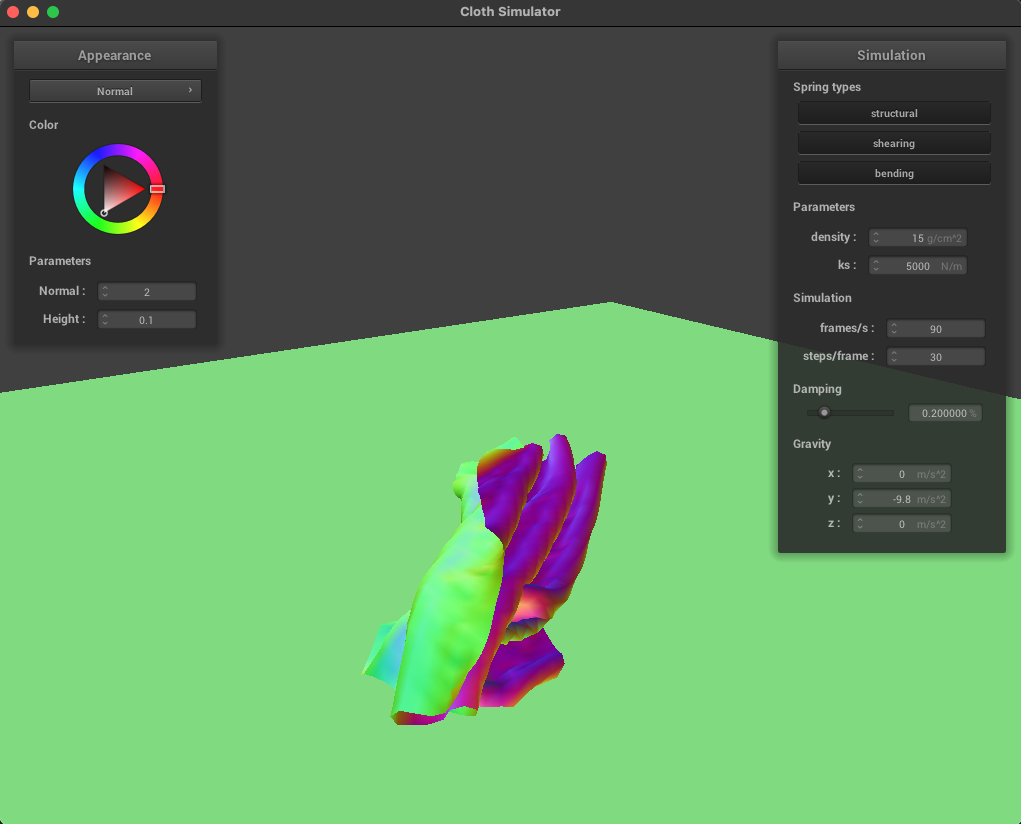 Cloth Simulator
Appearance
Normal
Color
Parameters
Normal : 2
Height : 0.1
Simulation
Spring types
structural
shearing
bending
Parameters
density : 15 g/cm^2
ks : 5000 N/m
Simulation
frames/s : 90
steps/frame : 30
Damping
0.200000 %
Gravity
x : 0 m/s^2
y : -9.8 m/s^2
z : 0 m/s^2